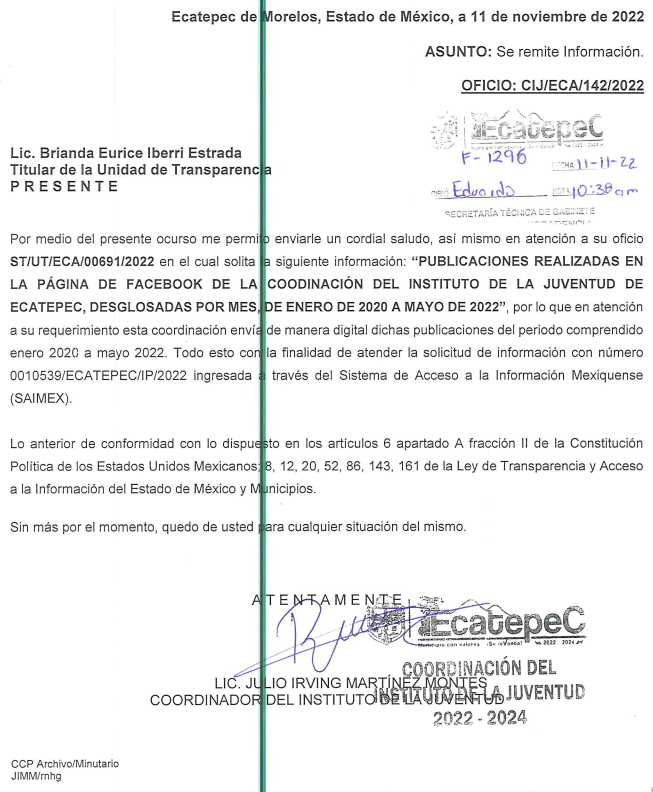 Ecatepec de Morelos, Estado de México, a 11 de noviembre de 2022
ASUNTO: Se remite Información.
OFICIO: CIJ/ECA/142/2022
Ecatepec
F-1296 FECHA 11-11-22
RECIBIÓ Eduardo HORA 10:38am
SECRETARÍA TÉCNICA DE GABINETE
Lic. Brianda Eurice Iberri Estrada
Titular de la Unidad de Transparencia
P R E S E N T E
Por medio del presente ocurso me permito enviarle un cordial saludo, así mismo en atención a su oficio
ST/UT/ECA/00691/2022 en el cual solita la siguiente información: “PUBLICACIONES REALIZADAS EN
LA PÁGINA DE FACEBOOK DE LA COODINACIÓN DEL INSTITUTO DE LA JUVENTUD DE
ECATEPEC, DESGLOSADAS POR MES, DE ENERO DE 2020 A MAYO DE 2022”, por lo que en atención
a su requerimiento esta coordinación envía de manera digital dichas publicaciones del periodo comprendido
enero 2020 a mayo 2022. Todo esto con la finalidad de atender la solicitud de información con número
0010539/ECATEPEC/IP/2022 ingresada a través del Sistema de Acceso a la Información Mexiquense
(SAIMEX).
Lo anterior de conformidad con lo dispuesto en los artículos 6 apartado A fracción II de la Constitución
Política de los Estados Unidos Mexicanos; 8, 12, 20, 52, 86, 143, 161 de la Ley de Transparencia y Acceso
a la Información del Estado de México y Municipios.
Sin más por el momento, quedo de usted para cualquier situación del mismo.
A T E N T A M E N T E
Ecatepec
Municipio con valores ¡Se reVanta! 2022 2024
LIC. JULIO IRVING MARTÍNEZ MONTES
COORDINADOR DEL INSTITUTO DE LA JUVENTUD
COORDINACIÓN DEL
INSTITUTO DE LA JUVENTUD
2022 - 2024
CCP Archivo/Minutario
JIMM/rnhg